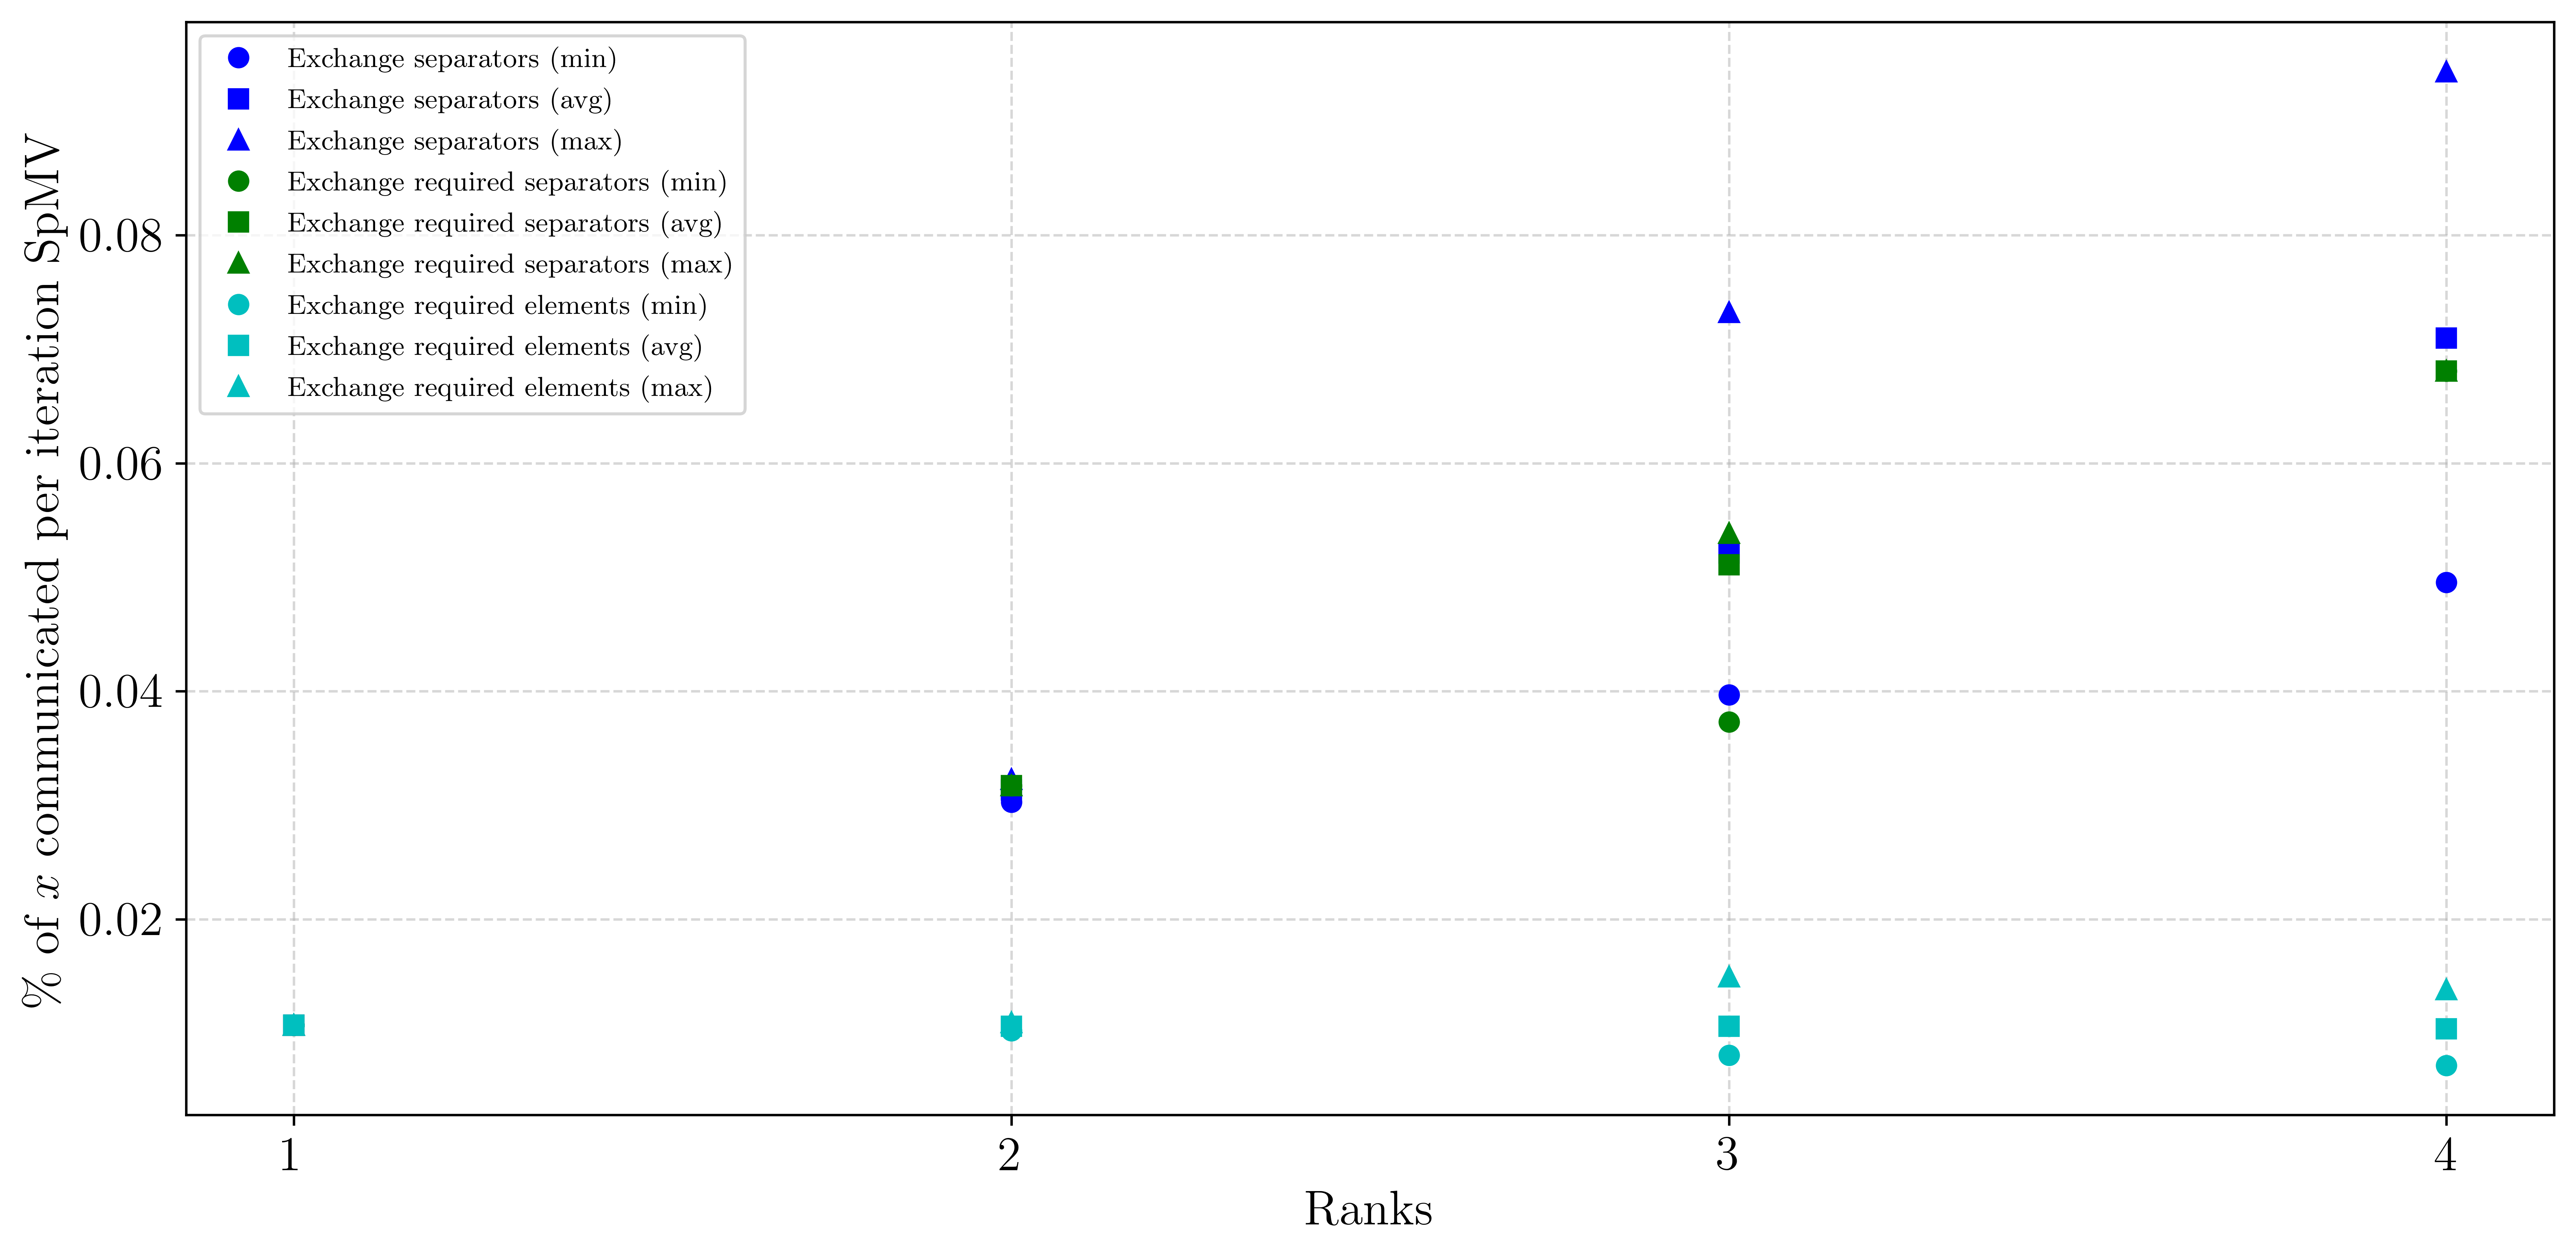 Exchange separators (min)
Exchange separators (avg)
Exchange separators (max)
Exchange required separators (min)
Exchange required separators (avg)
Exchange required separators (max)
Exchange required elements (min)
Exchange required elements (avg)
Exchange required elements (max)
% of x communicated per iteration SpMV
0.08
0.06
0.04
0.02
1 2 3 4
Ranks